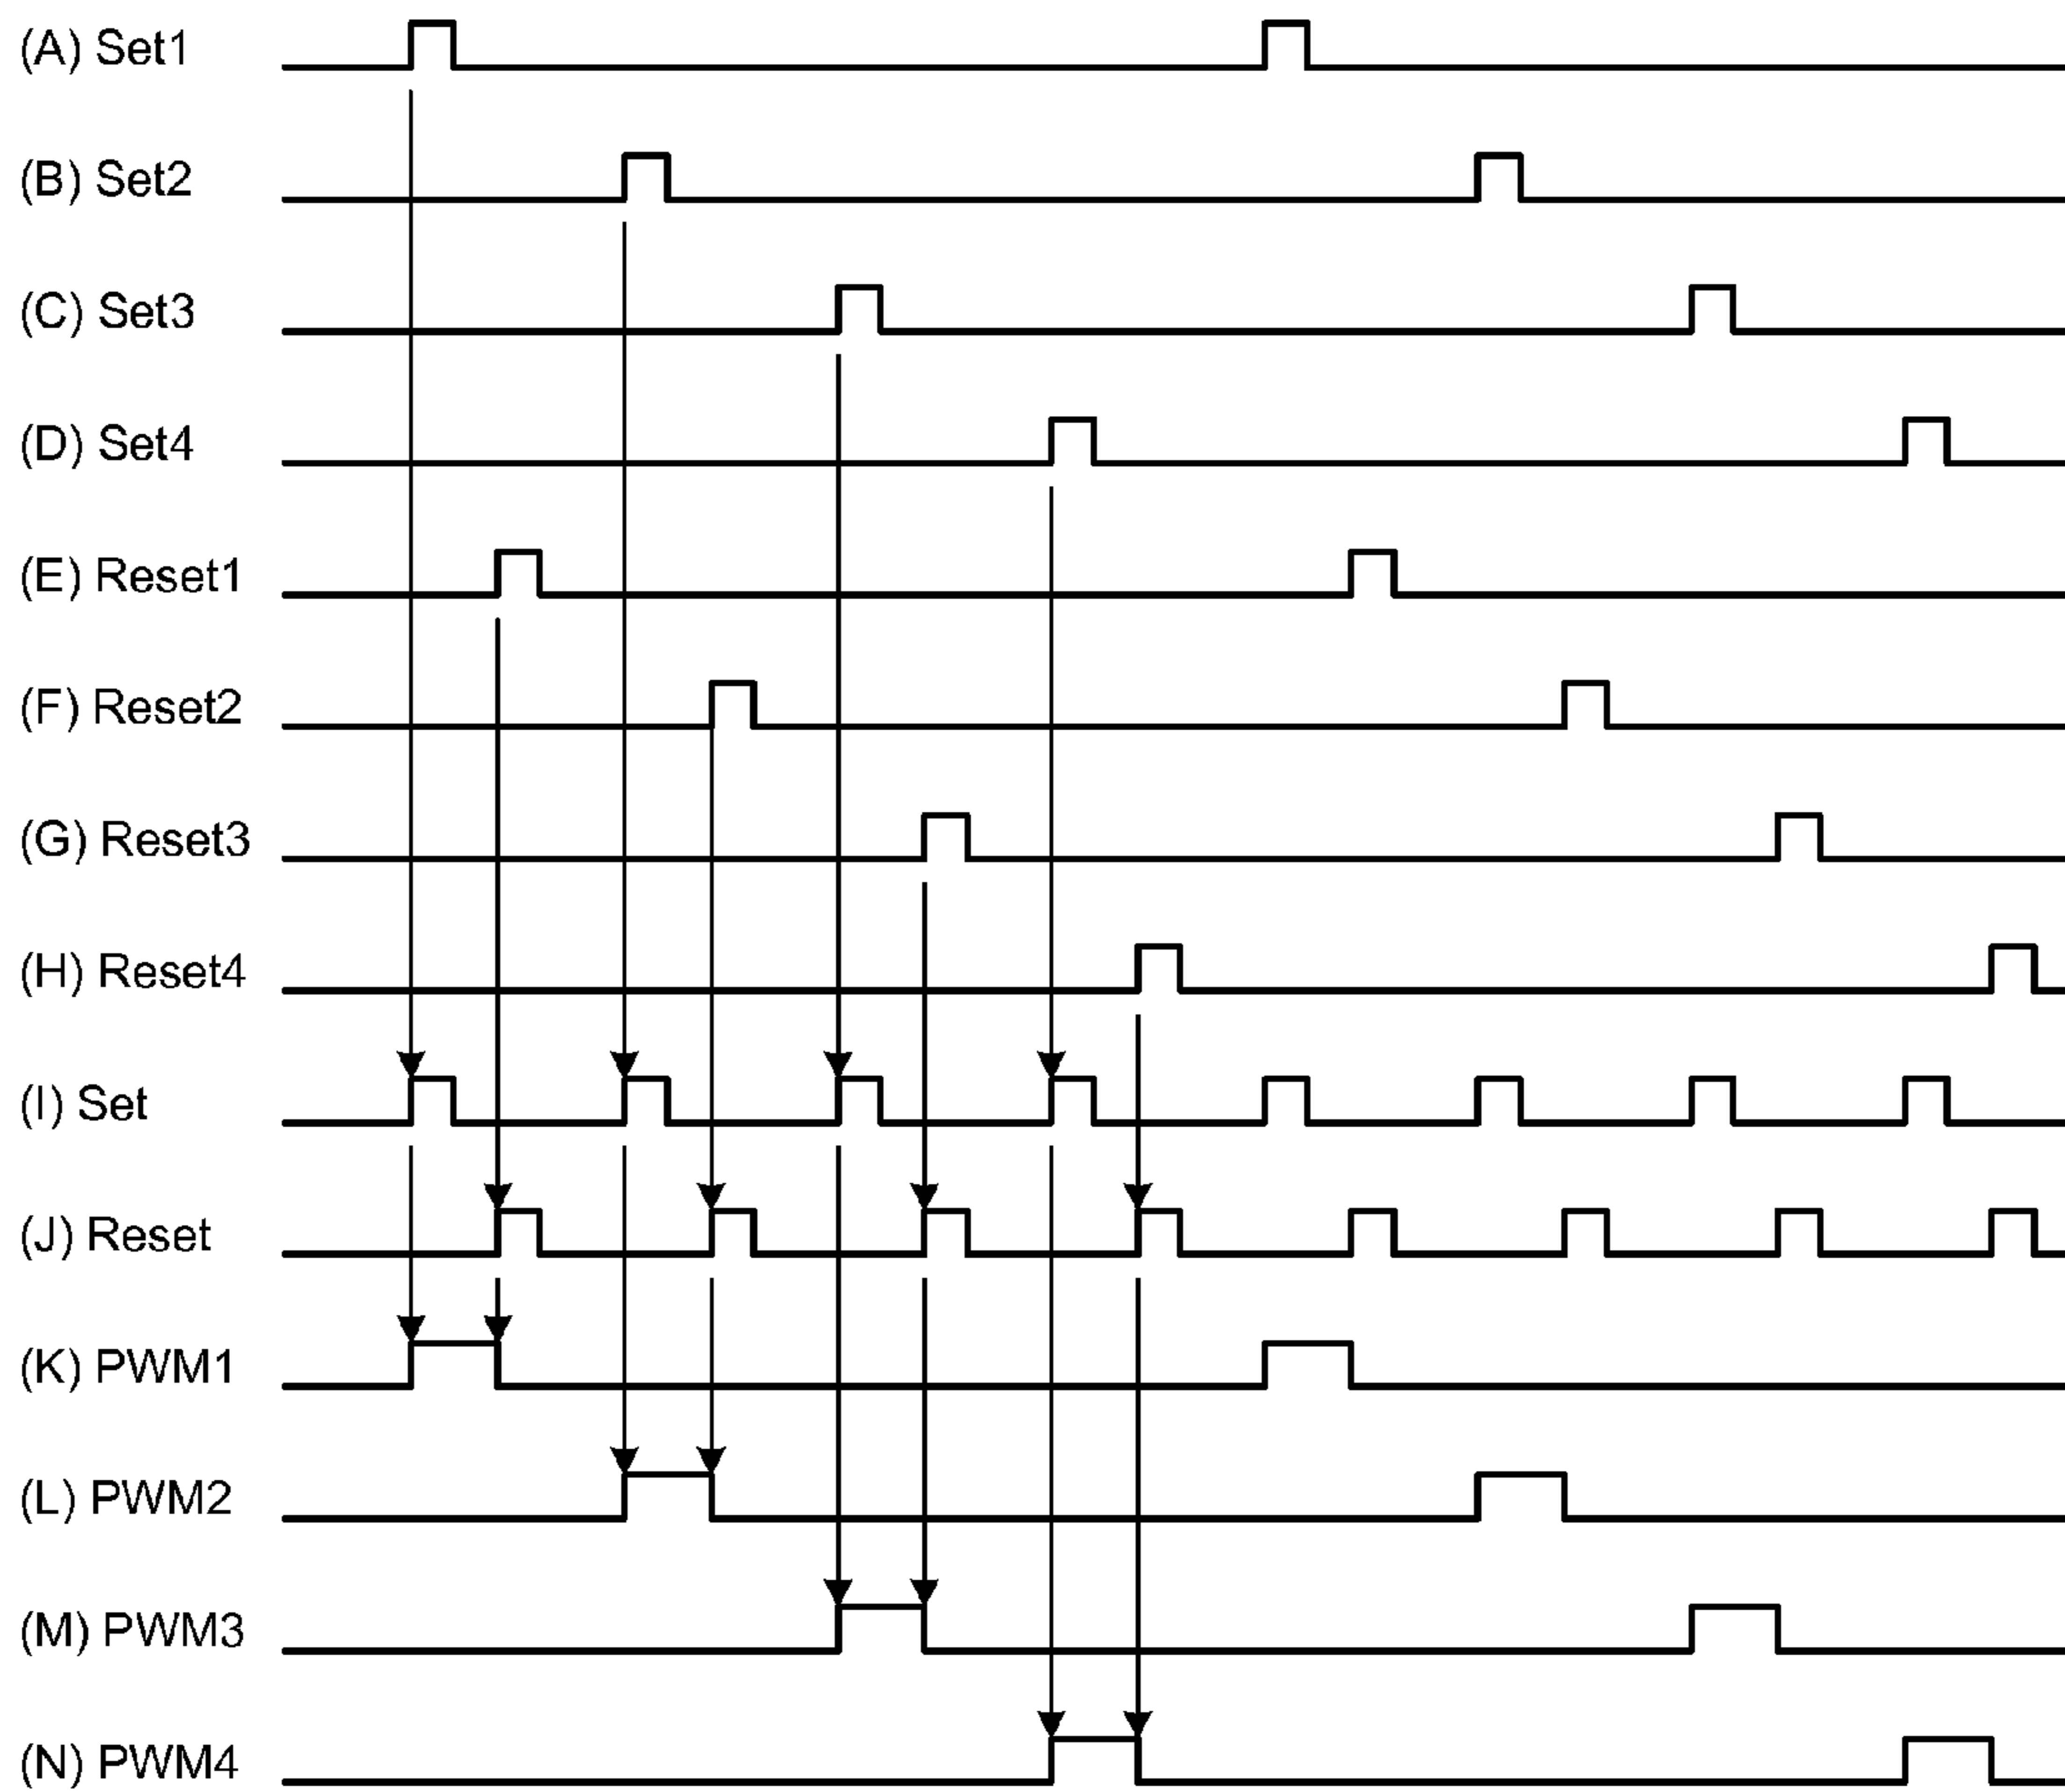 (A) Set1
(B) Set2
(C) Set3
(D) Set4
(E) Reset1
(F) Reset2
(G) Reset3
(H) Reset4
(I) Set
(J) Reset
(K) PWM1
(L) PWM2
(M) PWM3
(N) PWM4